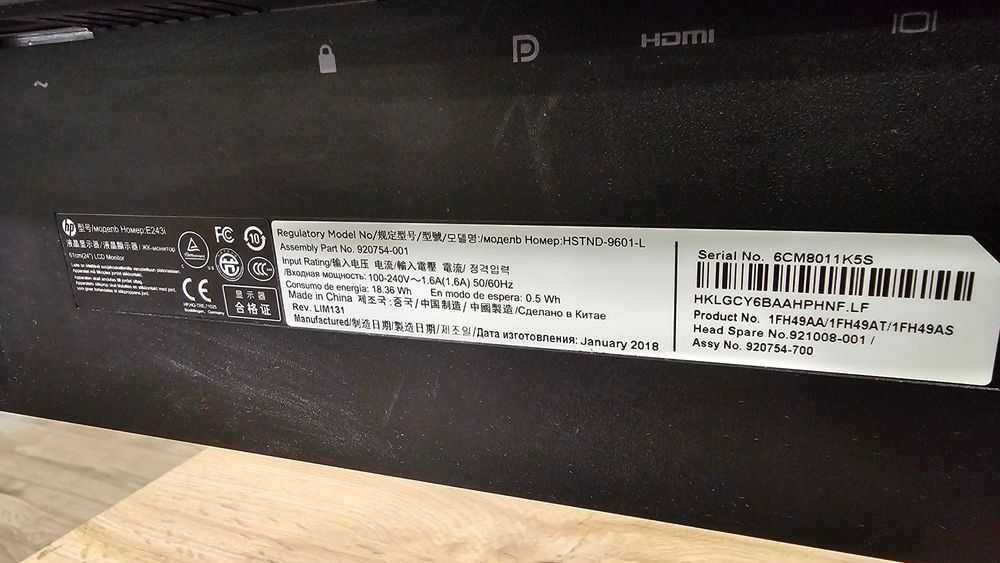 HDMI
hp 型号/модель Номер:E243i
液晶显示器/液晶顯示器/ЖК-монитор
61cm(24") LCD Monitor
FC
10
CCC
CE
显示器
合格证
Regulatory Model No/规定型号/型號/모델명:/модель Номер:HSTND-9601-L
Assembly Part No. 920754-001
Input Rating/输入电压 电流/輸入電壓 電流/ 정격입력
/Входная мощность: 100-240V～1.6A(1,6A) 50/60Hz
Consumo de energía: 18.36 Wh En modo de espera: 0.5 Wh
Made in China 제조국 : 중국/中国制造/中國製造/Сделано в Китае
Rev. LIM131
Manufactured/制造日期/製造日期/제조일/Дата изготовления: January 2018
Serial No. 6CM8011K5S
HKLGCY6BAAHPHNF.LF
Product No. 1FH49AA/1FH49AT/1FH49AS
Head Spare No.921008-001 /
Assy No. 920754-700